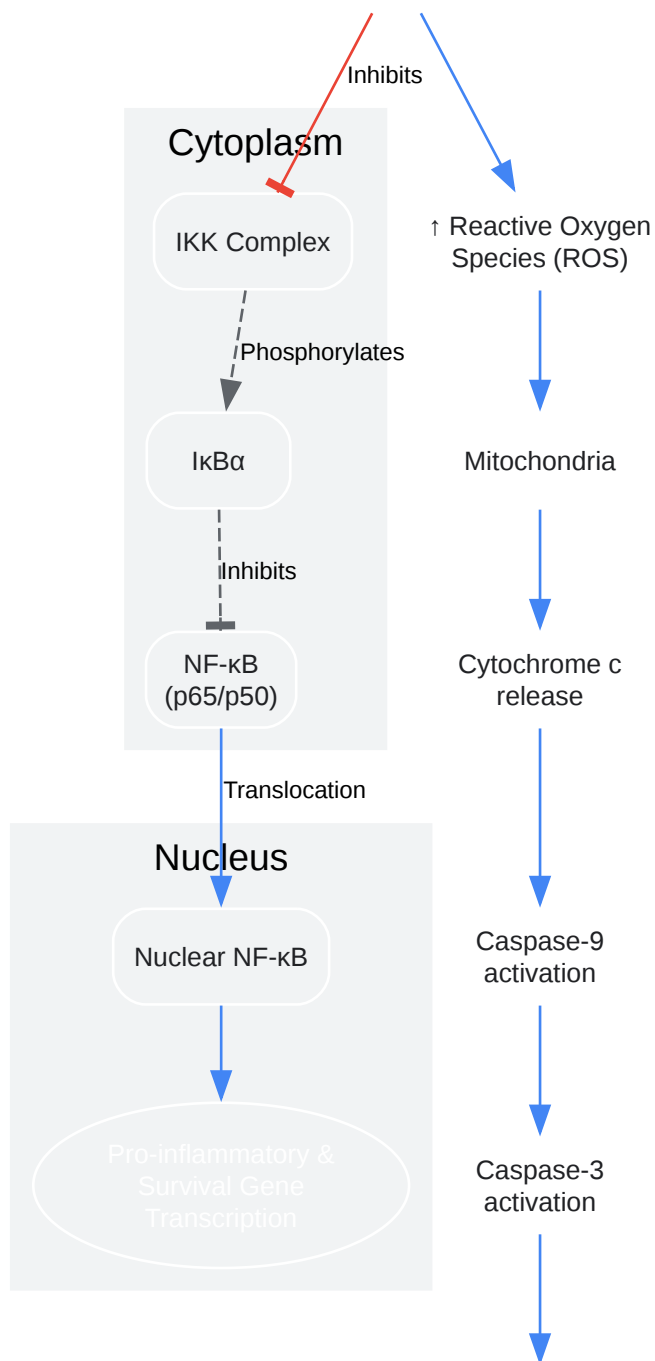 Inhibits
Cytoplasm
IKK Complex
Phosphorylates
IκBα
Inhibits
NF-κB
(p65/p50)
Translocation
Nucleus
Nuclear NF-κB
Pro-inflammatory &
Survival Gene
Transcription
↑ Reactive Oxygen
Species (ROS)
Mitochondria
Cytochrome c
release
Caspase-9
activation
Caspase-3
activation